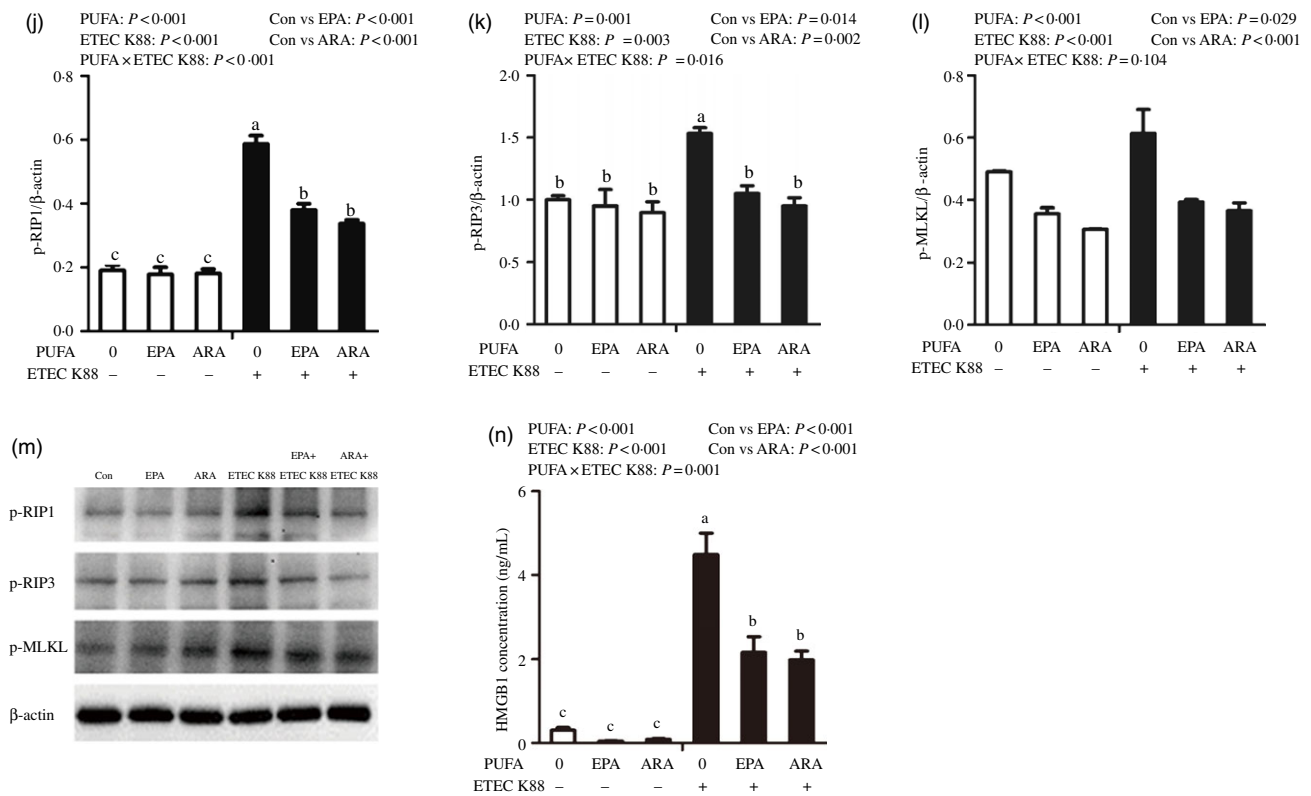 (j)
PUFA: P<0·001 Con vs EPA: P<0·001
ETEC K88: P<0·001 Con vs ARA: P<0·001
PUFA×ETEC K88: P<0·001
0·8
0·6
0·4
0·2
0·0
p-RIP1/β-actin
c c c a b b
PUFA 0 EPA ARA 0 EPA ARA
ETEC K88 – – – + + +
(k)
PUFA: P=0·001 Con vs EPA: P=0·014
ETEC K88: P =0·003 Con vs ARA: P=0·002
PUFA× ETEC K88: P =0·016
2·0
1·5
1·0
0·5
0·0
p-RIP3/β-actin
b b b a b b
PUFA 0 EPA ARA 0 EPA ARA
ETEC K88 – – – + + +
(l)
PUFA: P<0·001 Con vs EPA: P=0·029
ETEC K88: P<0·001 Con vs ARA: P<0·001
PUFA× ETEC K88: P=0·104
0·8
0·6
0·4
0·2
0·0
p-MLKL/β-actin
PUFA 0 EPA ARA 0 EPA ARA
ETEC K88 – – – + + +
(m)
EPA+ ARA+
Con EPA ARA ETEC K88 ETEC K88 ETEC K88
p-RIP1
p-RIP3
p-MLKL
β-actin
(n)
PUFA: P<0·001 Con vs EPA: P<0·001
ETEC K88: P<0·001 Con vs ARA: P<0·001
PUFA×ETEC K88: P=0·001
6
4
2
0
HMGB1 concentration (ng/mL)
c c c a b b
PUFA 0 EPA ARA 0 EPA ARA
ETEC K88 – – – + + +